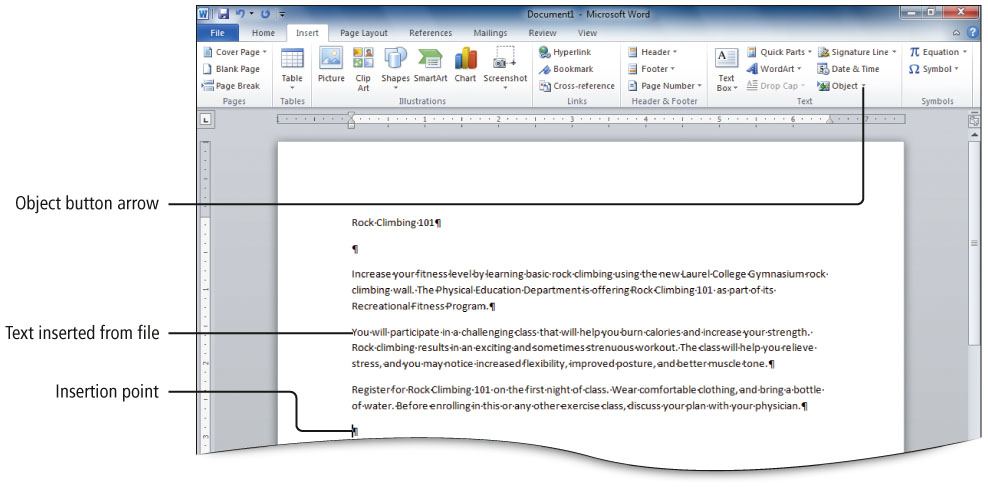 Document1 - Microsoft Word
File Home Insert Page Layout References Mailings Review View
Cover Page
Blank Page
Page Break
Pages
Table
Tables
Picture
Clip Art
Shapes
SmartArt
Chart
Screenshot
Illustrations
Hyperlink
Bookmark
Cross-reference
Links
Header
Footer
Page Number
Header & Footer
Text Box
Quick Parts
WordArt
Drop Cap
Signature Line
Date & Time
Object
Text
π Equation
Ω Symbol
Symbols
L
1 2 3 4 5 6 7
Object button arrow
Rock·Climbing·101¶
¶
Increase·your·fitness·level·by·learning·basic·rock·climbing·using·the·new·Laurel·College·Gymnasium·rock·
climbing·wall.·The·Physical·Education·Department·is·offering·Rock·Climbing·101·as·part·of·its·
Recreational·Fitness·Program.¶
Text inserted from file
You·will·participate·in·a·challenging·class·that·will·help·you·burn·calories·and·increase·your·strength.·
Rock·climbing·results·in·an·exciting·and·sometimes·strenuous·workout.·The·class·will·help·you·relieve·
stress,·and·you·may·notice·increased·flexibility,·improved·posture,·and·better·muscle·tone.¶
Insertion point
Register·for·Rock·Climbing·101·on·the·first·night·of·class.·Wear·comfortable·clothing,·and·bring·a·bottle·
of·water.·Before·enrolling·in·this·or·any·other·exercise·class,·discuss·your·plan·with·your·physician.¶
¶